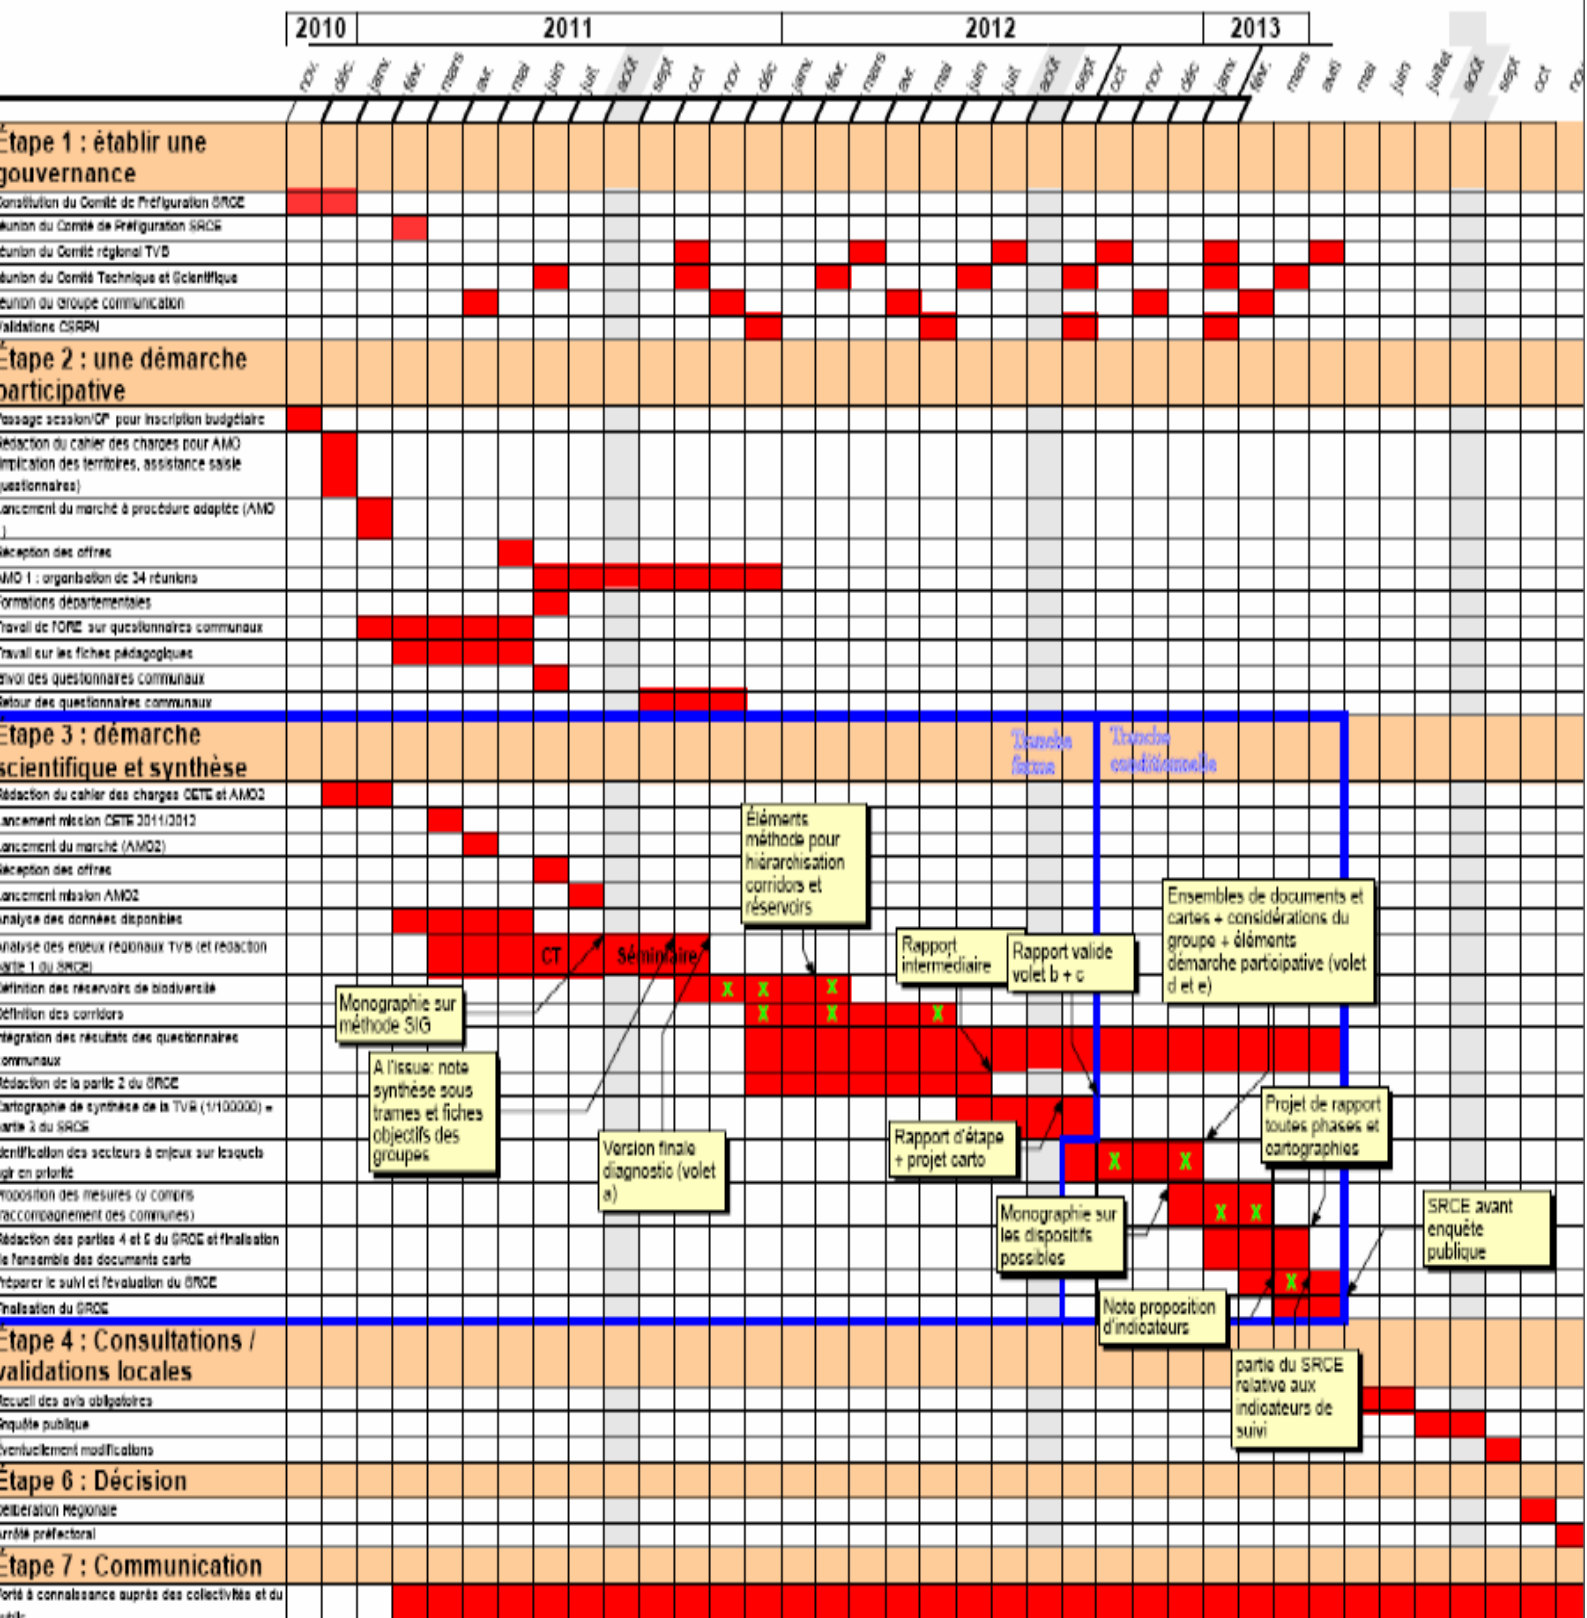 2010 2011 2012 2013
nov. déc. janv. févr. mars avr. mai juin juil. août sept oct nov déc janv. févr. mars avr. mai juin juil. août sept oct nov déc janv. févr. mars avril mai juin juillet août sept oct nov
Étape 1 : établir une
gouvernance
Constitution du Comité de Préfiguration SRCE
éunion du Comité de Préfiguration SRCE
éunion du Comité régional TVB
éunion du Comité Technique et Scientifique
éunion du Groupe communication
Validations CSRPN
Étape 2 : une démarche
participative
Passage session/CP pour inscription budgétaire
Rédaction du cahier des charges pour AMO
implication des territoires, assistance saisie
questionnaires)
Lancement du marché à procédure adaptée (AMO
)
Réception des offres
AMO 1 : organisation de 34 réunions
Formations départementales
Travail de l'ORE sur questionnaires communaux
Travail sur les fiches pédagogiques
Envoi des questionnaires communaux
Retour des questionnaires communaux
Étape 3 : démarche
scientifique et synthèse
Tranche
ferme
Tranche
conditionnelle
Rédaction du cahier des charges CETE et AMO2
Lancement mission CETE 2011/2012
Lancement du marché (AMO2)
Réception des offres
Lancement mission AMO2
Analyse des données disponibles
Analyse des enjeux régionaux TVB (et rédaction
partie 1 du SRCE)
CT Séminaire
Définition des réservoirs de biodiversité
X X X
Définition des corridors
X X X
Intégration des résultats des questionnaires
communaux
Rédaction de la partie 2 du SRCE
Cartographie de synthèse de la TVB (1/100000) =
partie 3 du SRCE
Identification des secteurs à enjeux sur lesquels
agir en priorité
X X
Proposition des mesures (y compris
l'accompagnement des communes)
X X
Rédaction des parties 4 et 5 du SRCE et finalisation
de l'ensemble des documents carto
Préparer le suivi et l'évaluation du SRCE
X
Finalisation du SRCE
Éléments
méthode pour
hiérarchisation
corridors et
réservoirs
Rapport
intermediaire
Rapport valide
volet b + c
Ensembles de documents et
cartes + considérations du
groupe + éléments
démarche participative (volet
d et e)
Monographie sur
méthode SIG
A l'issue: note
synthèse sous
trames et fiches
objectifs des
groupes
Version finale
diagnostic (volet
a)
Rapport d'étape
+ projet carto
Projet de rapport
toutes phases et
cartographies
Monographie sur
les dispositifs
possibles
SRCE avant
enquête
publique
Note proposition
d'indicateurs
partie du SRCE
relative aux
indicateurs de
suivi
Étape 4 : Consultations /
validations locales
Recueil des avis obligatoires
Enquête publique
Éventuellement modifications
Étape 6 : Décision
Délibération Régionale
Arrêté préfectoral
Étape 7 : Communication
Porté à connaissance auprès des collectivités et du